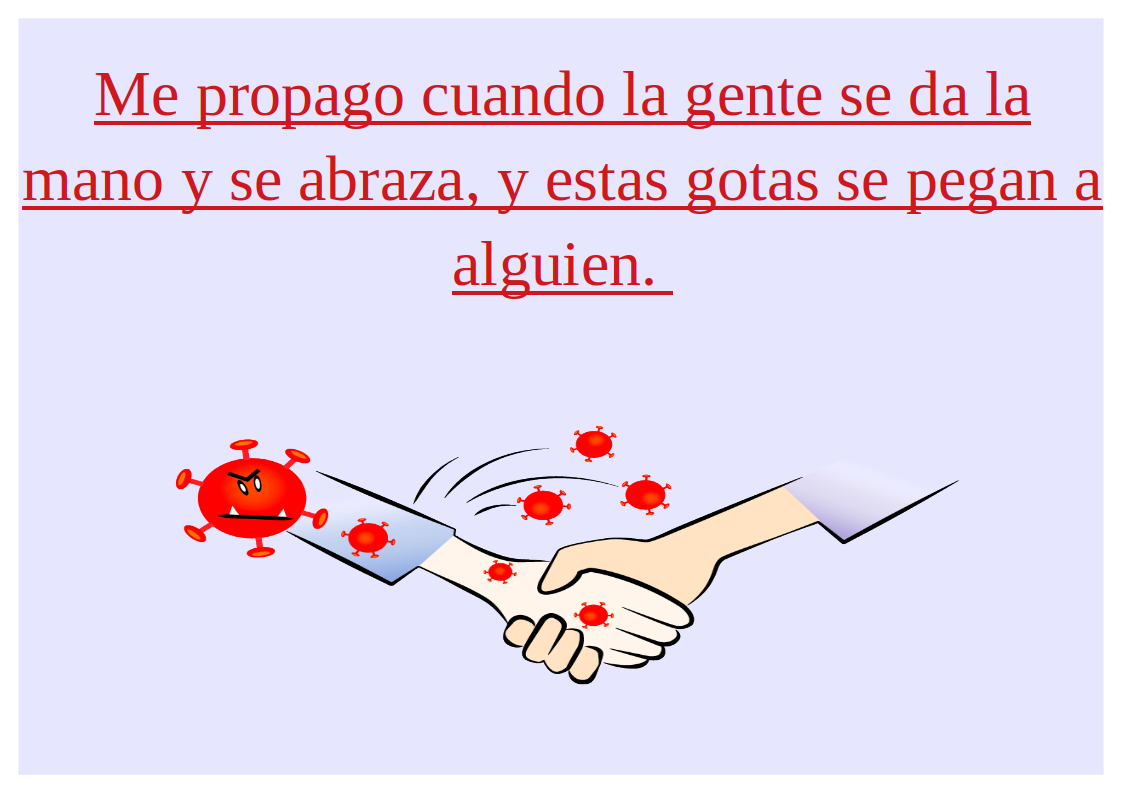 Me propago cuando la gente se da la
mano y se abraza, y estas gotas se pegan a
alguien.